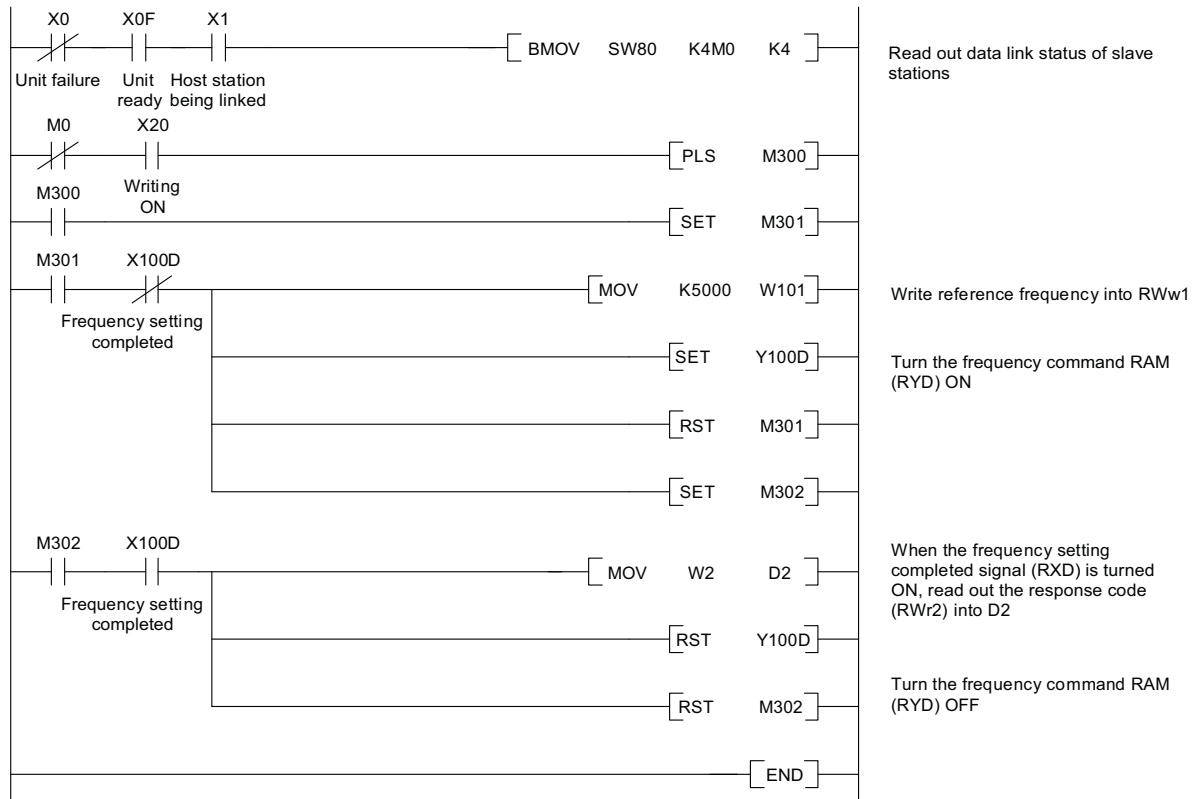 X0 X0F X1
BMOV SW80 K4M0 K4
Read out data link status of slave
stations
Unit failure Unit Host station
ready being linked
M0 X20
PLS M300
M300 Writing
ON
SET M301
M301 X100D
MOV K5000 W101
Write reference frequency into RWw1
Frequency setting
completed
SET Y100D
Turn the frequency command RAM
(RYD) ON
RST M301
SET M302
M302 X100D
MOV W2 D2
When the frequency setting
completed signal (RXD) is turned
ON, read out the response code
(RWr2) into D2
Frequency setting
completed
RST Y100D
RST M302
Turn the frequency command RAM
(RYD) OFF
END